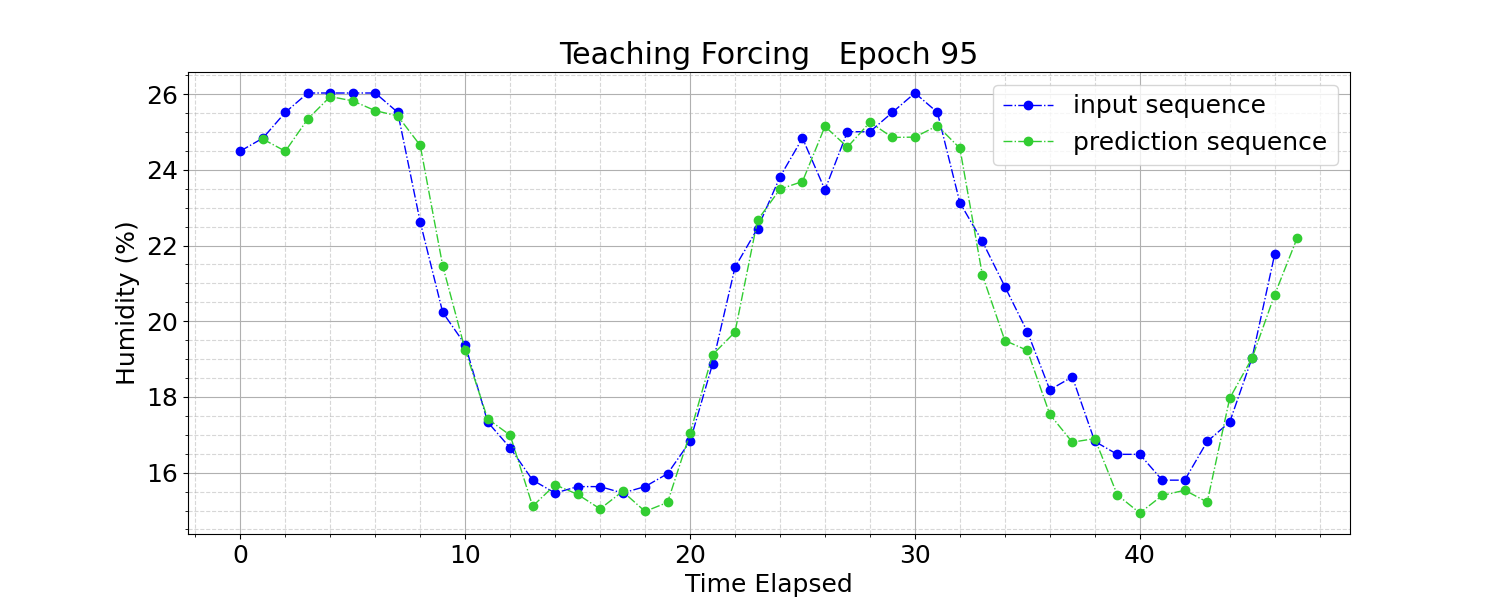 Teaching Forcing   Epoch 95
input sequence
prediction sequence
Humidity (%)
26
24
22
20
18
16
0 10 20 30 40
Time Elapsed